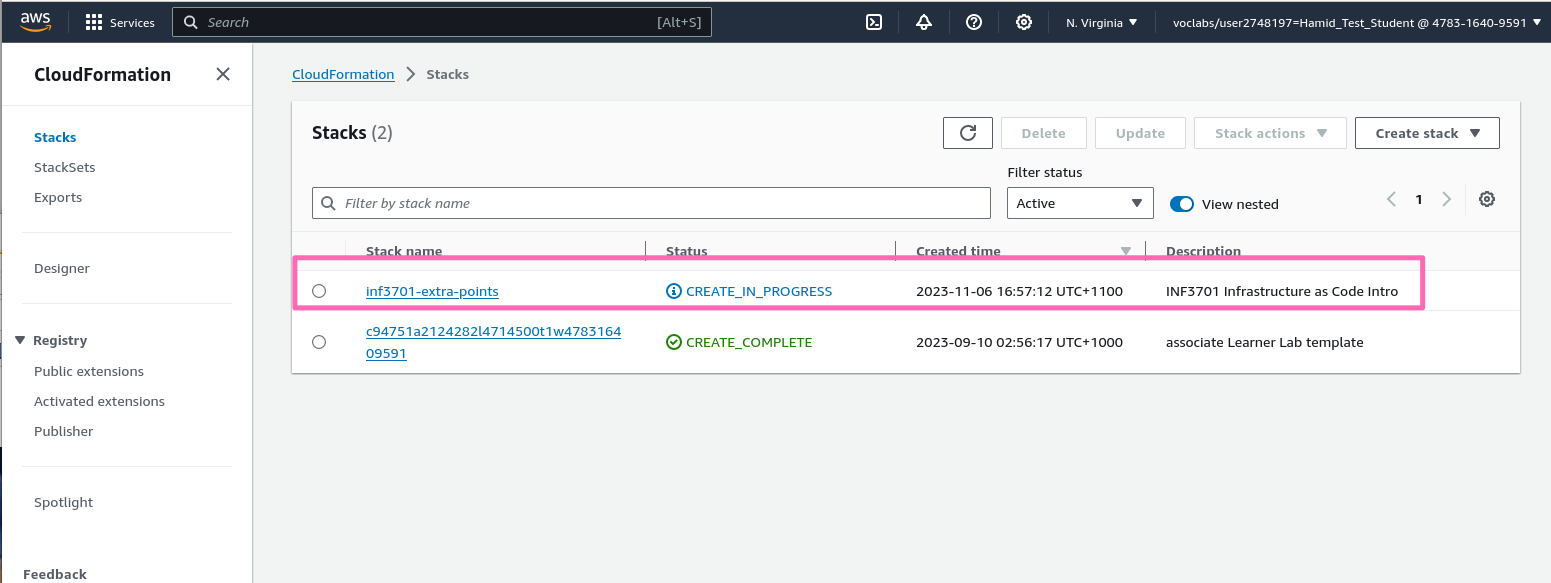 aws
Services
Search
[Alt+S]
N. Virginia
voclabs/user2748197=Hamid_Test_Student @ 4783-1640-9591
CloudFormation
Stacks
StackSets
Exports
Designer
Registry
Public extensions
Activated extensions
Publisher
Spotlight
Feedback
CloudFormation
Stacks
Stacks (2)
Delete
Update
Stack actions
Create stack
Filter status
Filter by stack name
Active
View nested
1
Stack name Status Created time Description
inf3701-extra-points CREATE_IN_PROGRESS 2023-11-06 16:57:12 UTC+1100 INF3701 Infrastructure as Code Intro
c94751a2124282l4714500t1w4783164
09591
CREATE_COMPLETE 2023-09-10 02:56:17 UTC+1000 associate Learner Lab template